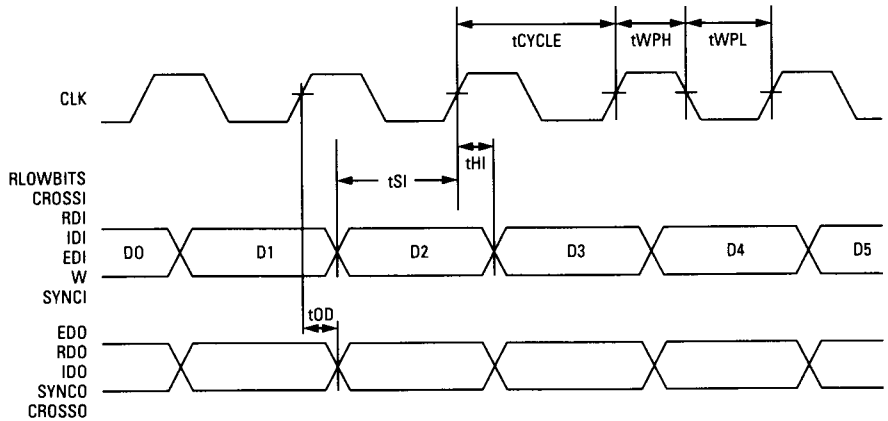 tCYCLE tWPH tWPL
CLK
tSI tHI
RLOWBITS
CROSSI
RDI
IDI
EDI
W
SYNCI
D0 D1 D2 D3 D4 D5
tOD
EDO
RDO
IDO
SYNCO
CROSSO